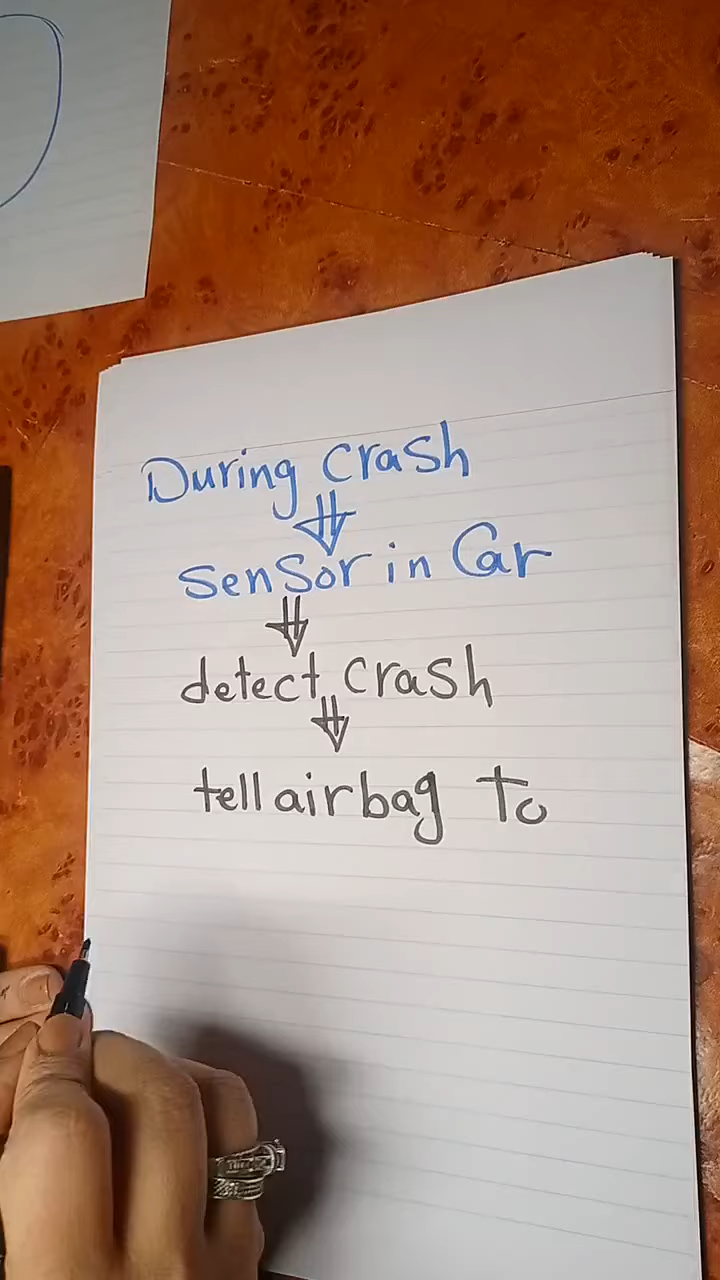 During crash
sensor in Car
detect crash
tell airbag To